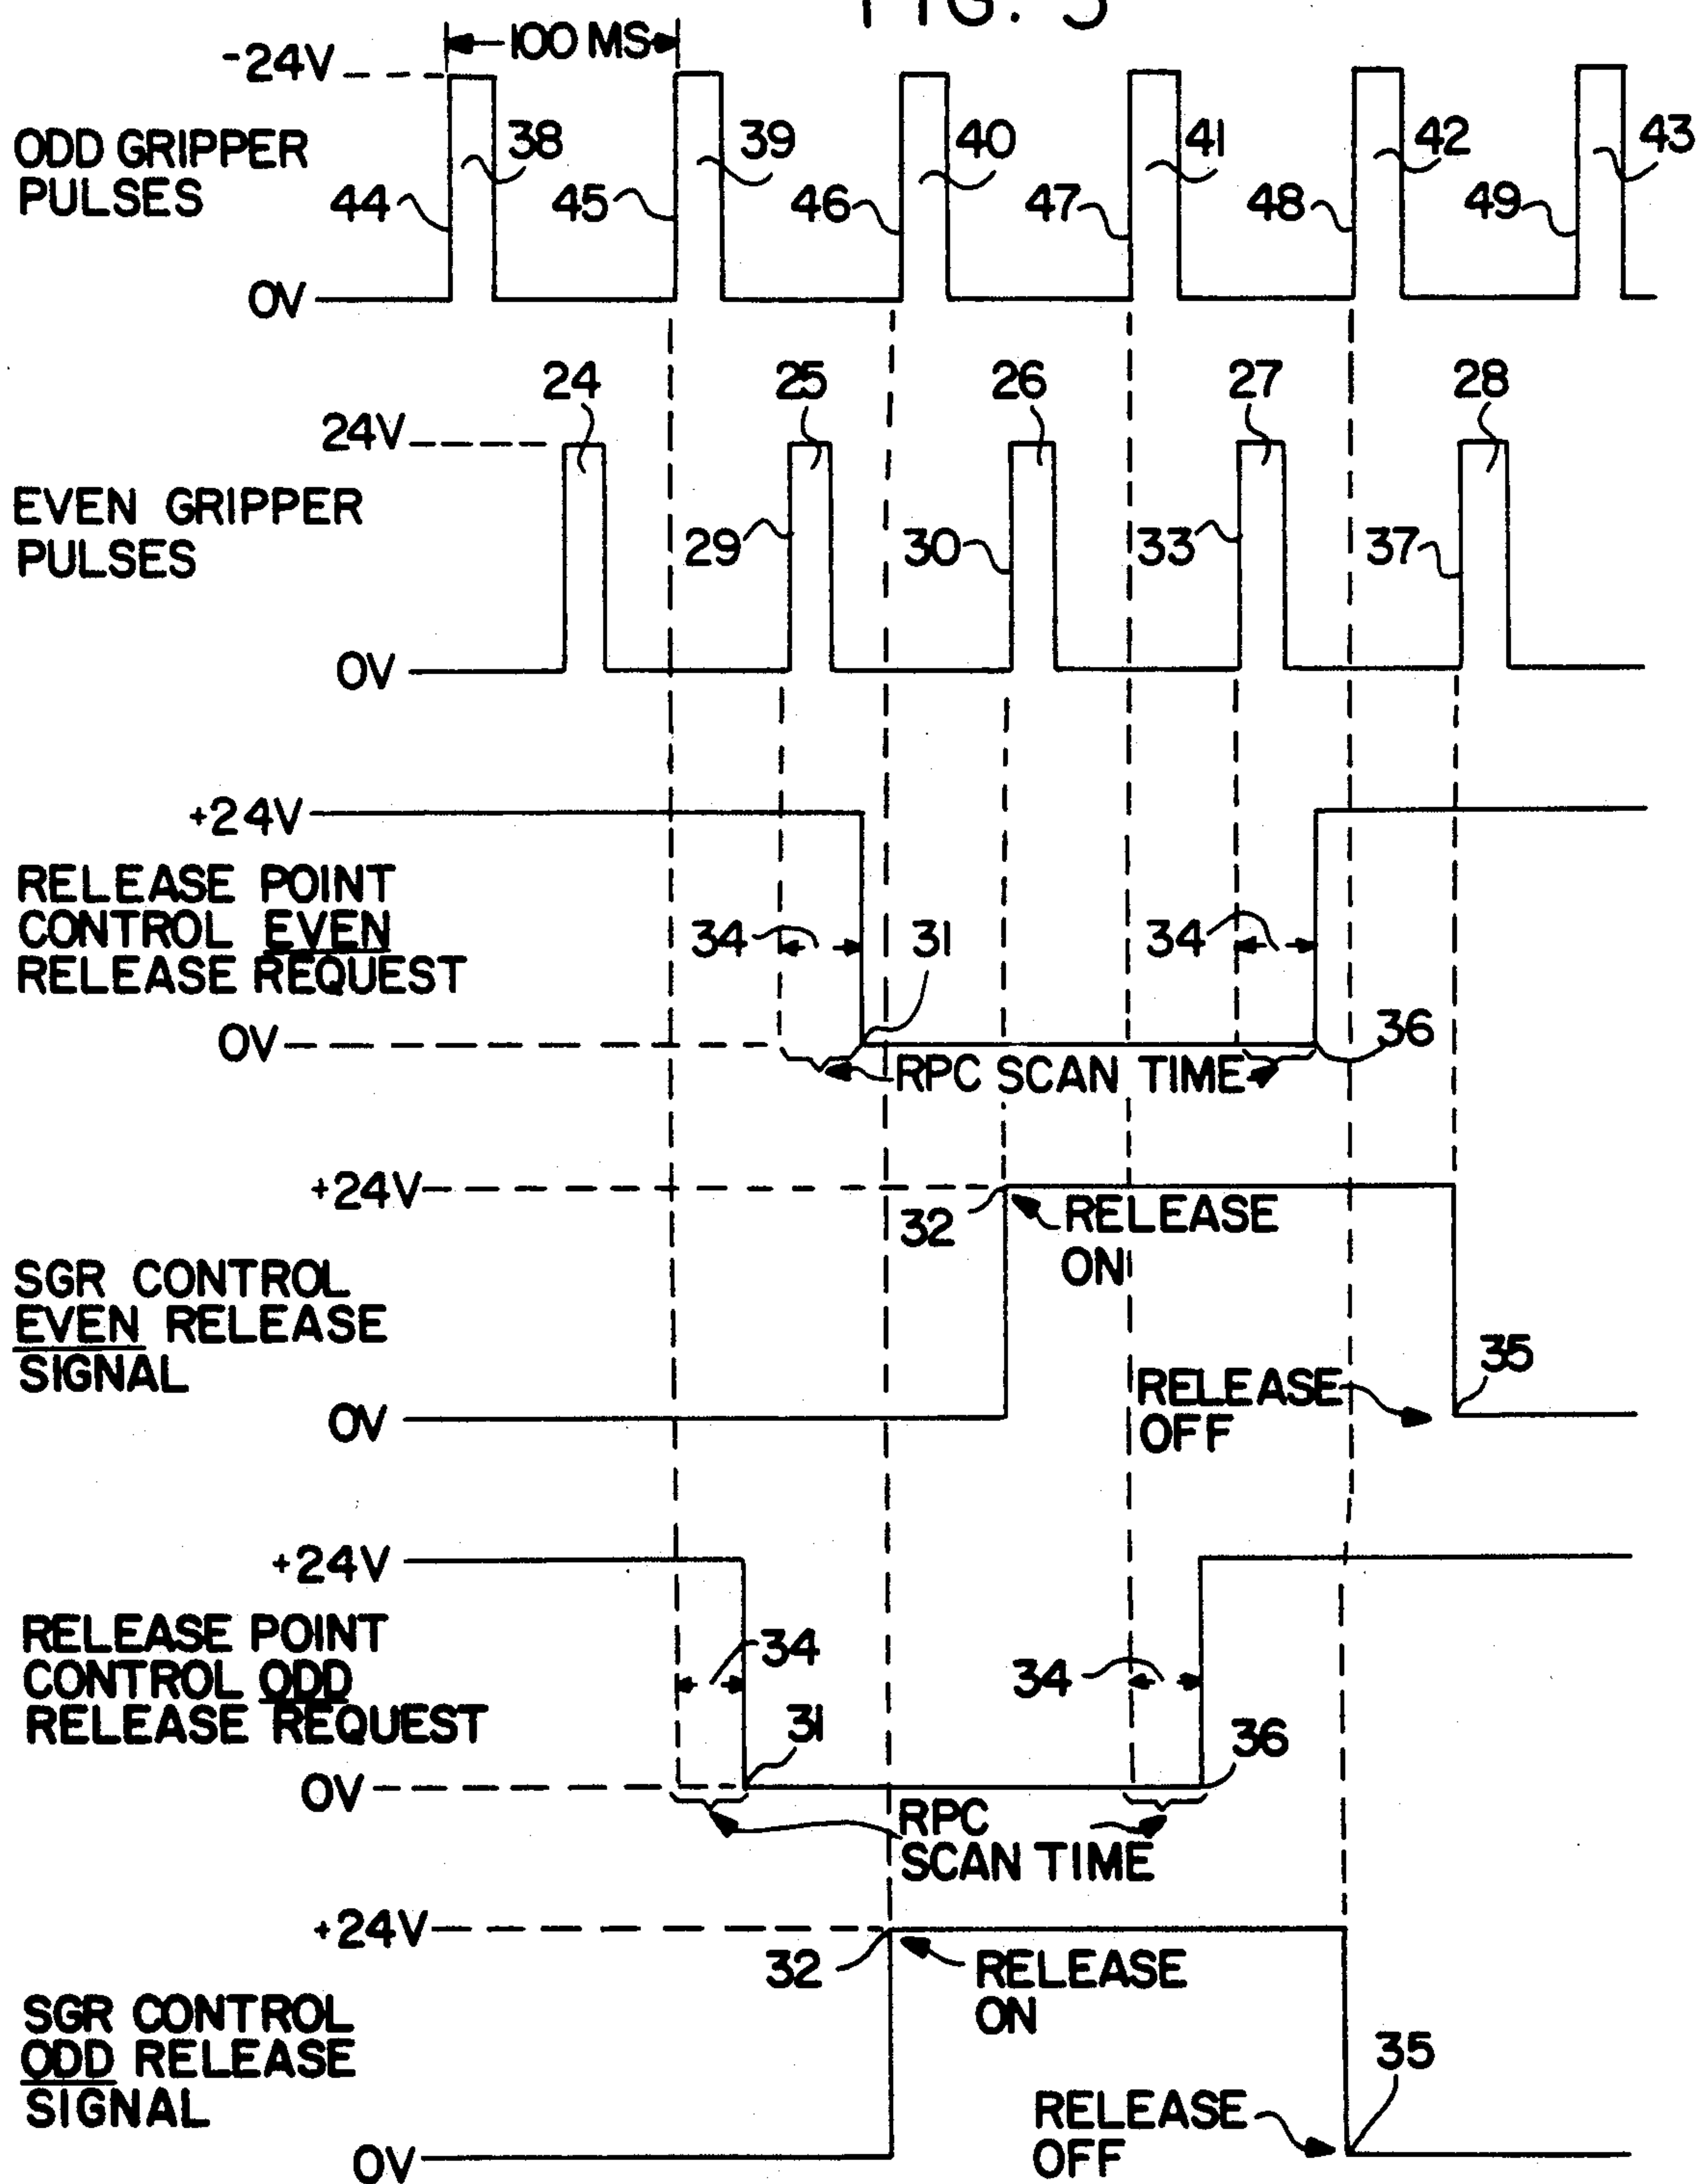 FIG. 5
100 MS
-24V
ODD GRIPPER
PULSES
38 39 40 41 42 43
44 45 46 47 48 49
0V
24 25 26 27 28
24V
EVEN GRIPPER
PULSES
29 30 33 37
0V
+24V
RELEASE POINT
CONTROL EVEN
RELEASE REQUEST
34 31 34
0V
36
RPC SCAN TIME
+24V
32
RELEASE
ON
SGR CONTROL
EVEN RELEASE
SIGNAL
35
RELEASE
OFF
0V
+24V
RELEASE POINT
CONTROL ODD
RELEASE REQUEST
34 34
31 36
0V
RPC
SCAN TIME
+24V
32
RELEASE
ON
SGR CONTROL
ODD RELEASE
SIGNAL
35
RELEASE
OFF
0V